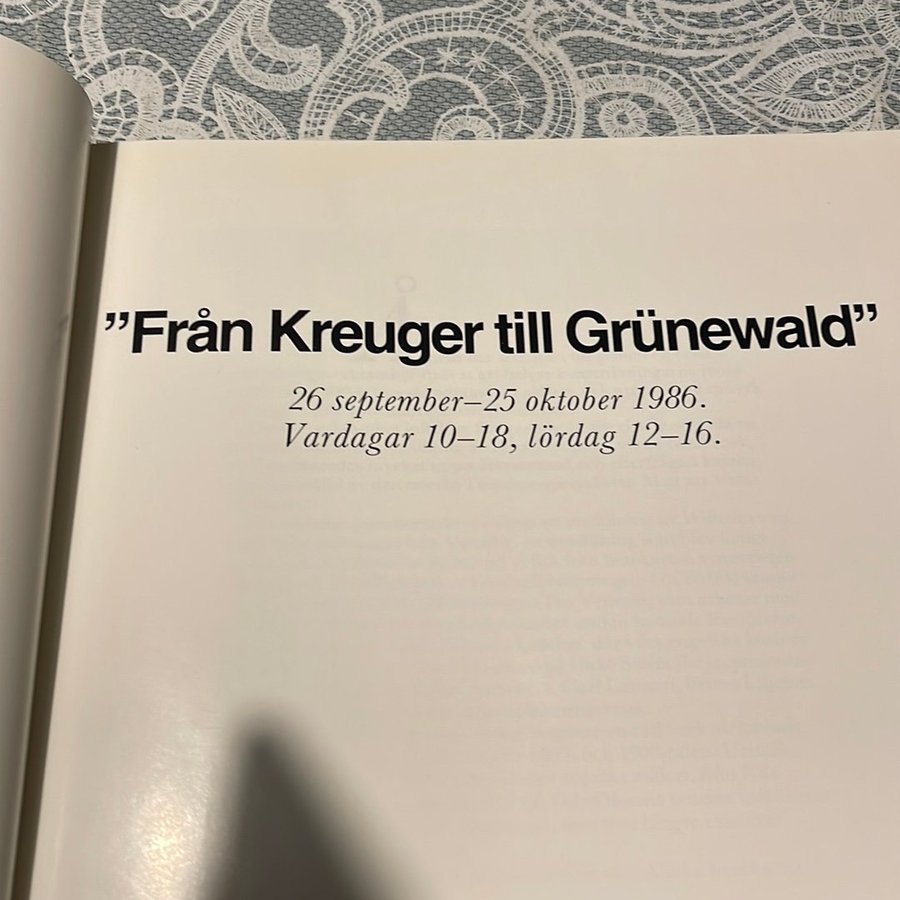 ”Från Kreuger till Grünewald”
26 september–25 oktober 1986.
Vardagar 10–18, lördag 12–16.